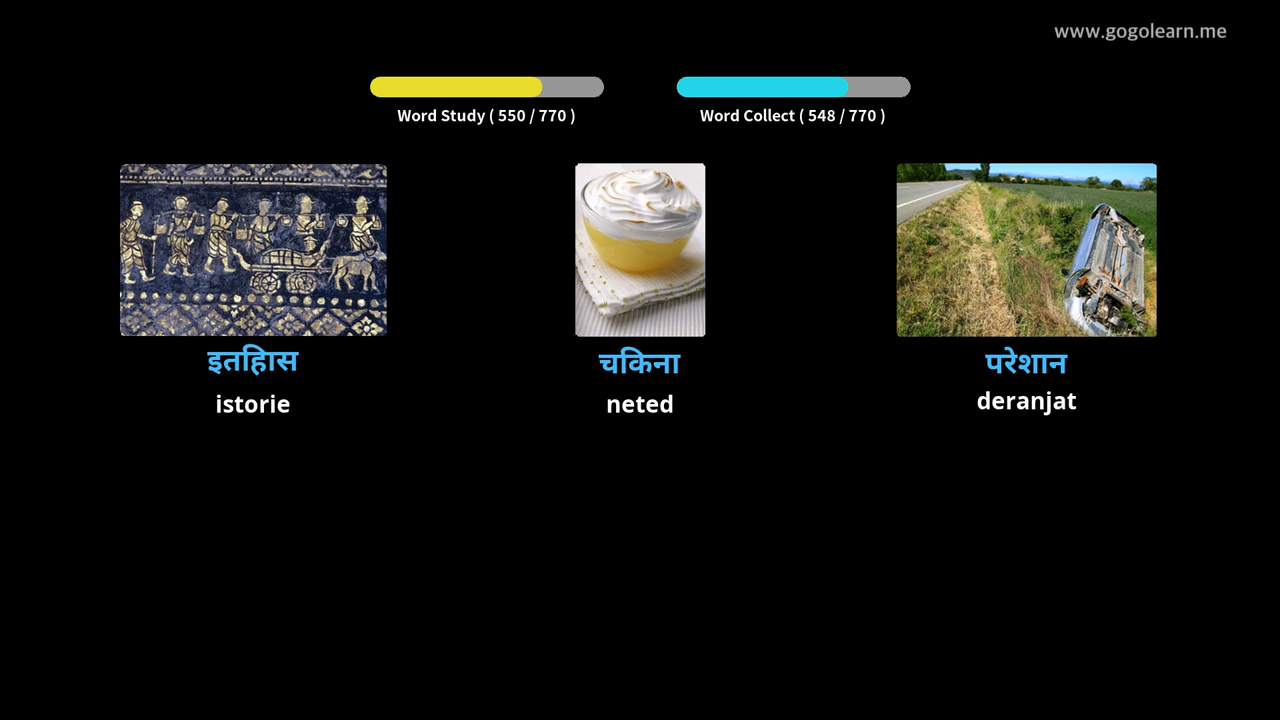 www.gogolearn.me
Word Study ( 550 / 770 )
Word Collect ( 548 / 770 )
इतिहास
चिकना
परेशान
istorie
neted
deranjat